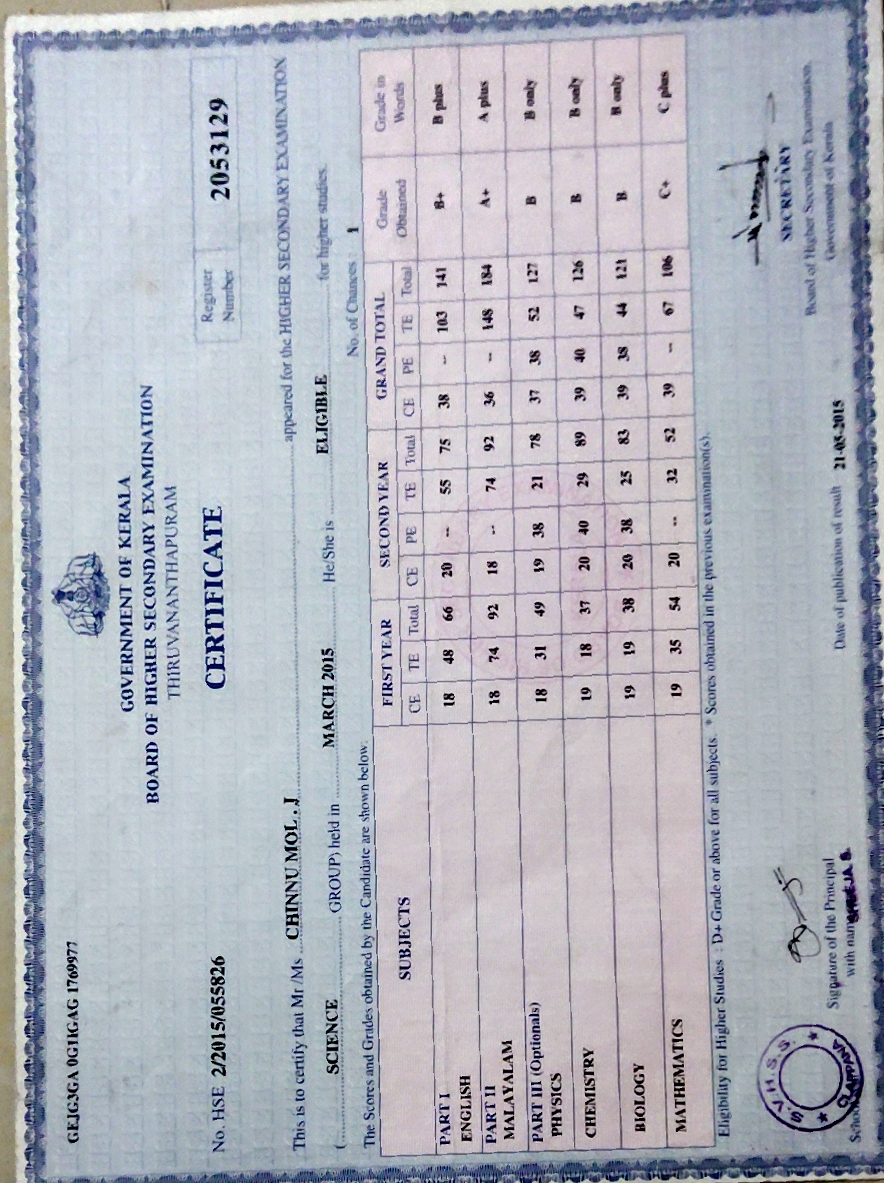 GEJG3GA 0G1IGAG 1769977
GOVERNMENT OF KERALA
BOARD OF HIGHER SECONDARY EXAMINATION
THIRUVANANTHAPURAM
No. HSE 2/2015/055826
CERTIFICATE
Register Number 2053129
This is to certify that Mr /Ms CHINNU MOL . J appeared for the HIGHER SECONDARY EXAMINATION
( SCIENCE GROUP) held in MARCH 2015 He/She is ELIGIBLE for higher studies.
The Scores and Grades obtained by the Candidate are shown below. No. of Chances : 1
SUBJECTS FIRST YEAR SECOND YEAR GRAND TOTAL Grade Obtained Grade in Words
CE TE Total CE PE TE Total CE PE TE Total
PART I
ENGLISH 18 48 66 20 -- 55 75 38 -- 103 141 B+ B plus
PART II
MALAYALAM 18 74 92 18 -- 74 92 36 -- 148 184 A+ A plus
PART III (Optionals)
PHYSICS 18 31 49 19 38 21 78 37 38 52 127 B B only
CHEMISTRY 19 18 37 20 40 29 89 39 40 47 126 B B only
BIOLOGY 19 19 38 20 38 25 83 39 38 44 121 B B only
MATHEMATICS 19 35 54 20 -- 32 52 39 -- 67 106 C+ C plus
Eligibility for Higher Studies : D+ Grade or above for all subjects. * Scores obtained in the previous examination(s).
S.V.H.S.S.
CLAPPANA
Signature of the Principal
with name SHEEJA S.
Date of publication of result 21-05-2015
SECRETARY
Board of Higher Secondary Examination,
Government of Kerala